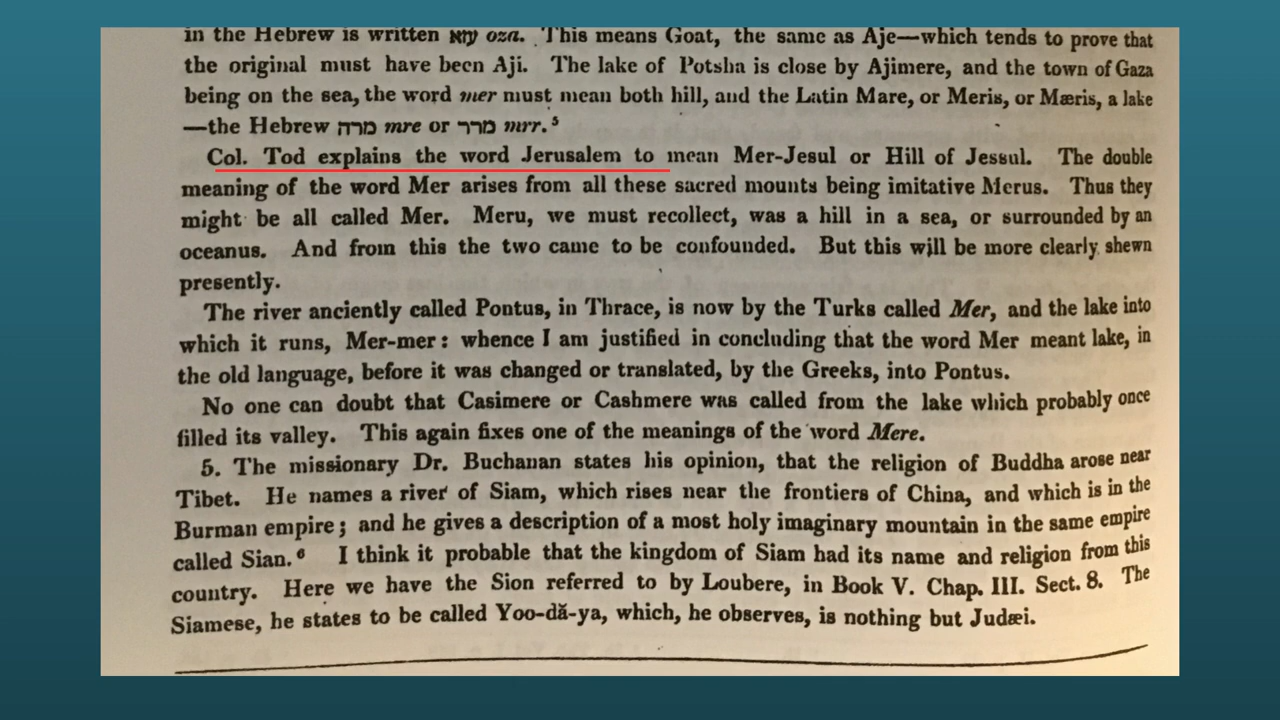 in the Hebrew is written עזא oza. This means Goat, the same as Aje—which tends to prove that
the original must have been Aji. The lake of Potsha is close by Ajimere, and the town of Gaza
being on the sea, the word mer must mean both hill, and the Latin Mare, or Meris, or Mæris, a lake
—the Hebrew מרה mre or מרר mrr.⁵
Col. Tod explains the word Jerusalem to mean Mer-Jesul or Hill of Jessul. The double
meaning of the word Mer arises from all these sacred mounts being imitative Merus. Thus they
might be all called Mer. Meru, we must recollect, was a hill in a sea, or surrounded by an
oceanus. And from this the two came to be confounded. But this will be more clearly shewn
presently.
The river anciently called Pontus, in Thrace, is now by the Turks called Mer, and the lake into
which it runs, Mer-mer: whence I am justified in concluding that the word Mer meant lake, in
the old language, before it was changed or translated, by the Greeks, into Pontus.
No one can doubt that Casimere or Cashmere was called from the lake which probably once
filled its valley. This again fixes one of the meanings of the word Mere.
5. The missionary Dr. Buchanan states his opinion, that the religion of Buddha arose near
Tibet. He names a river of Siam, which rises near the frontiers of China, and which is in the
Burman empire; and he gives a description of a most holy imaginary mountain in the same empire
called Sian.⁶ I think it probable that the kingdom of Siam had its name and religion from this
country. Here we have the Sion referred to by Loubere, in Book V. Chap. III. Sect. 8. The
Siamese, he states to be called Yoo-dă-ya, which, he observes, is nothing but Judæi.